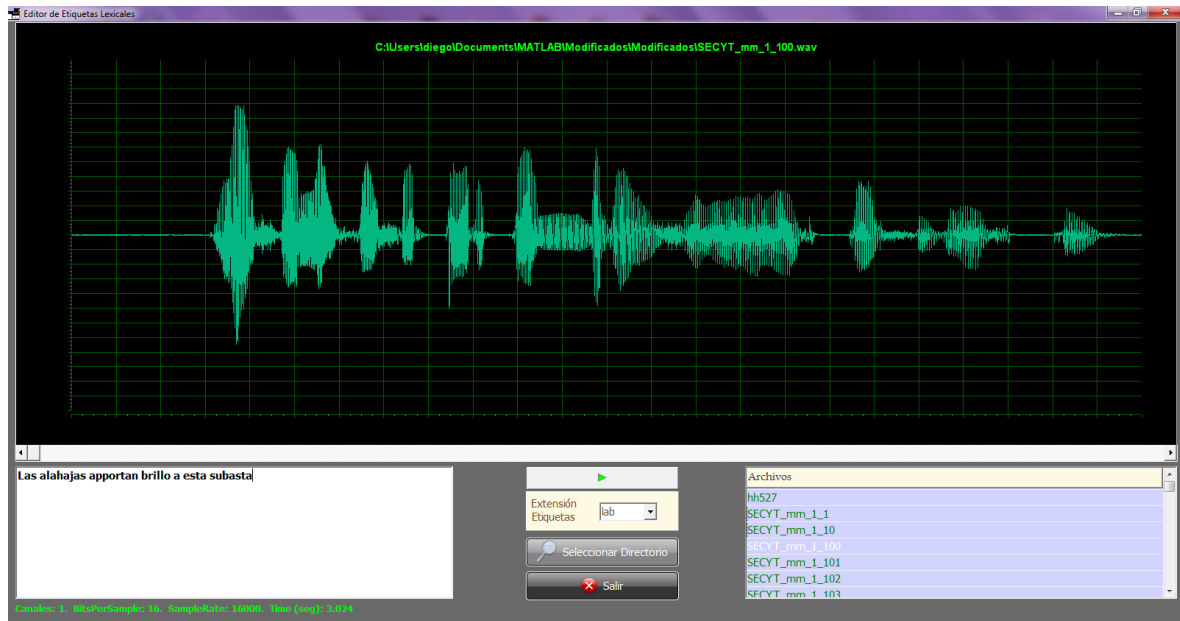 Editor de Etiquetas Lexicales
C:\Users\diego\Documents\MATLAB\Modificados\Modificados\SECYT_mm_1_100.wav
Las alahajas apportan brillo a esta subasta
Extensión
Etiquetas
lab
Seleccionar Directorio
Salir
Archivos
hh527
SECYT_mm_1_1
SECYT_mm_1_10
SECYT_mm_1_100
SECYT_mm_1_101
SECYT_mm_1_102
SECYT_mm_1_103
Canales: 1. BitsPerSample: 16. SampleRate: 16000. Time (seg): 3.024